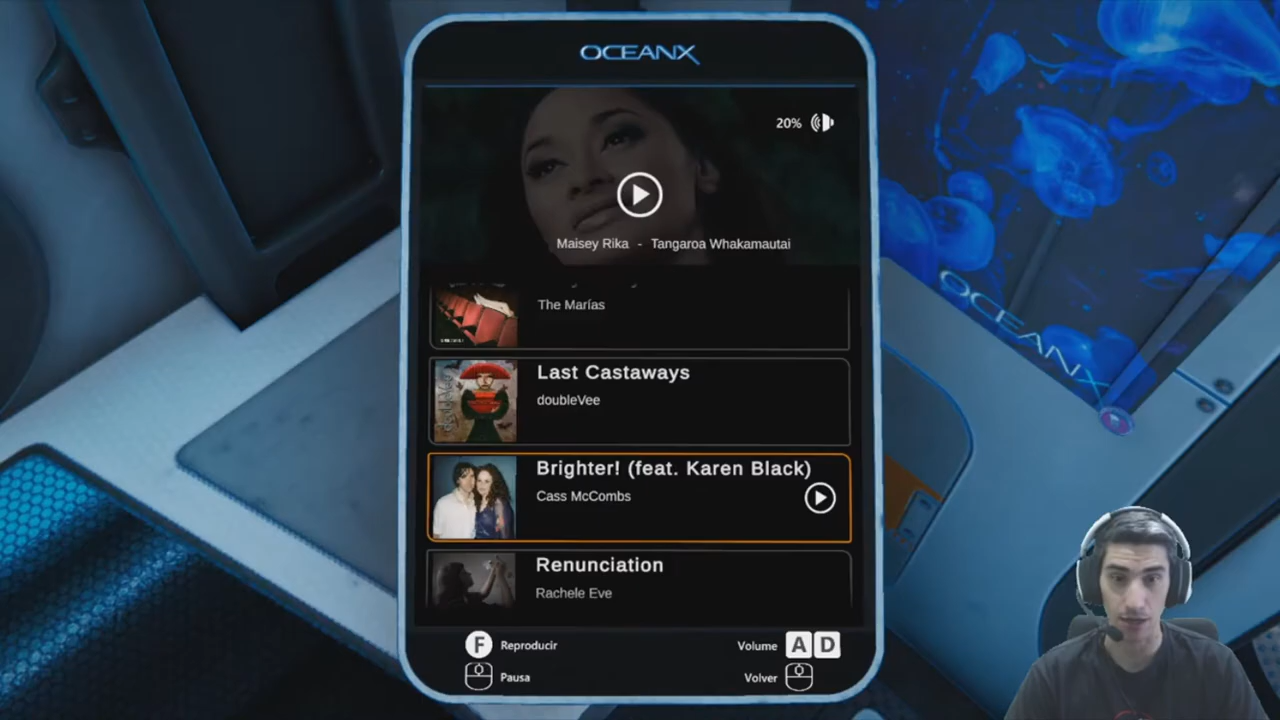 OCEANX
20%
Maisey Rika - Tangaroa Whakamautai
The Marías
Last Castaways
doubleVee
Brighter! (feat. Karen Black)
Cass McCombs
Renunciation
Rachele Eve
F Reproducir
Volume A D
Pausa
Volver
OCEANX